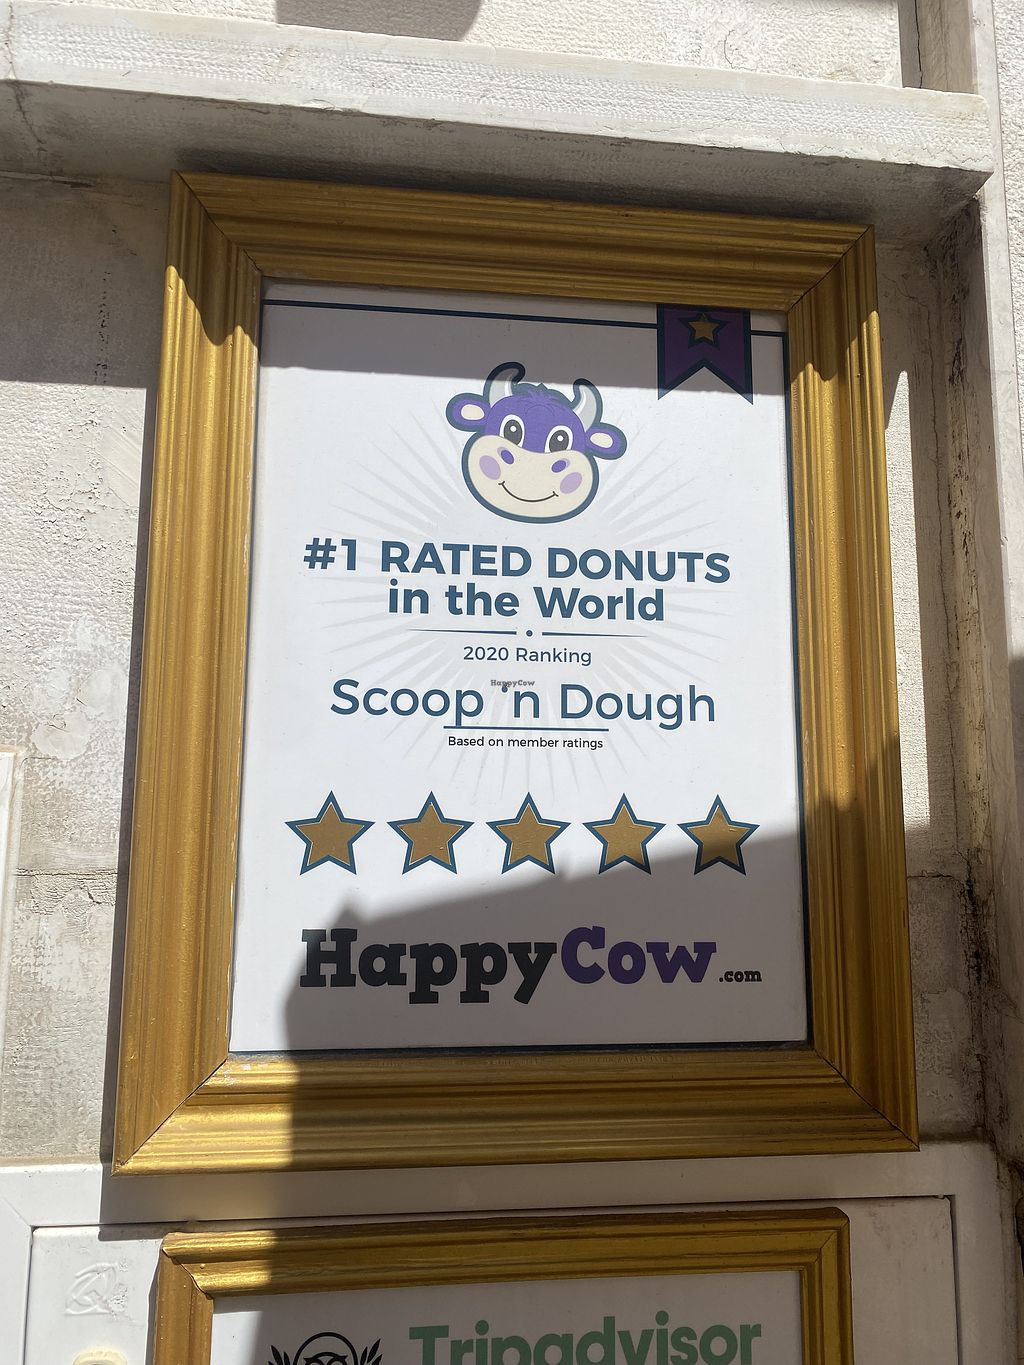 #1 RATED DONUTS
in the World
2020 Ranking
HappyCow
Scoop 'n Dough
Based on member ratings
HappyCow.com
Tripadvisor